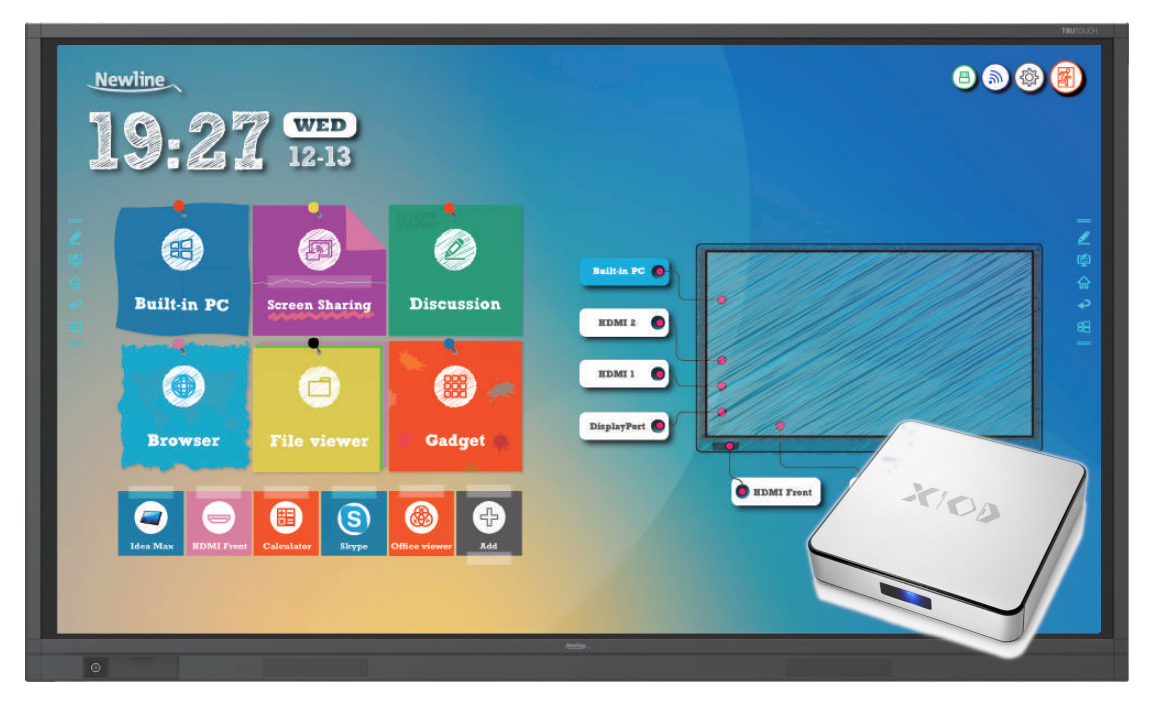 TRUTOUCH
Newline
19:27
WED
12-13
Built-in PC
Screen Sharing
Discussion
Browser
File viewer
Gadget
Idea Max
HDMI Front
Calculator
Skype
Office viewer
Add
Built-in PC
HDMI 2
HDMI 1
DisplayPort
HDMI Front
Newline